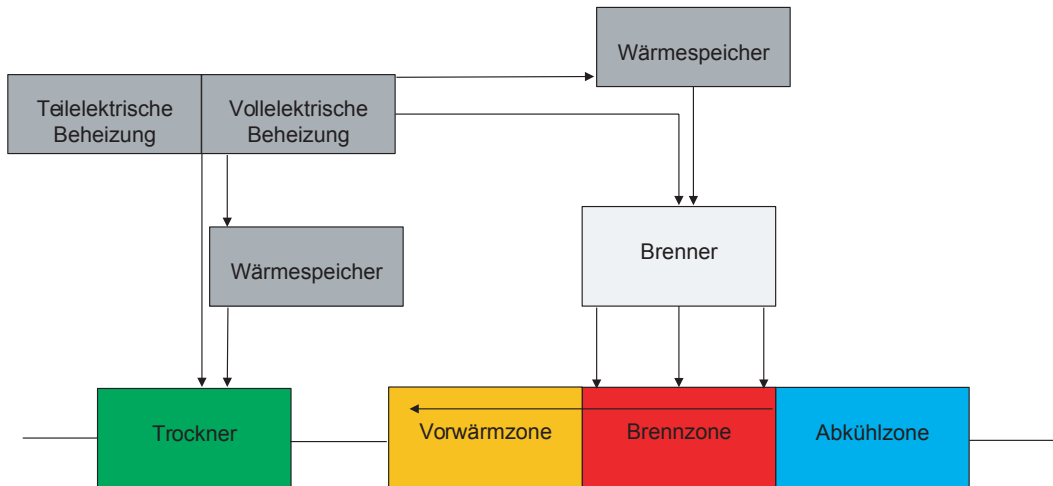 Wärmespeicher
Teilelektrische
Beheizung
Vollelektrische
Beheizung
Wärmespeicher
Brenner
Trockner
Vorwärmzone
Brennzone
Abkühlzone